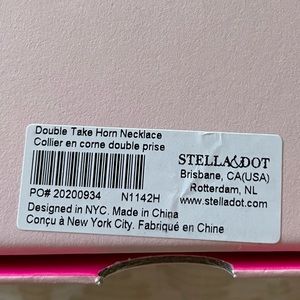 Double Take Horn Necklace
Collier en corne double prise
STELLA&DOT
Brisbane, CA(USA)
Rotterdam, NL
www.stelladot.com
PO# 20200934 N1142H
Designed in NYC. Made in China
Conçu à New York City. Fabriqué en Chine